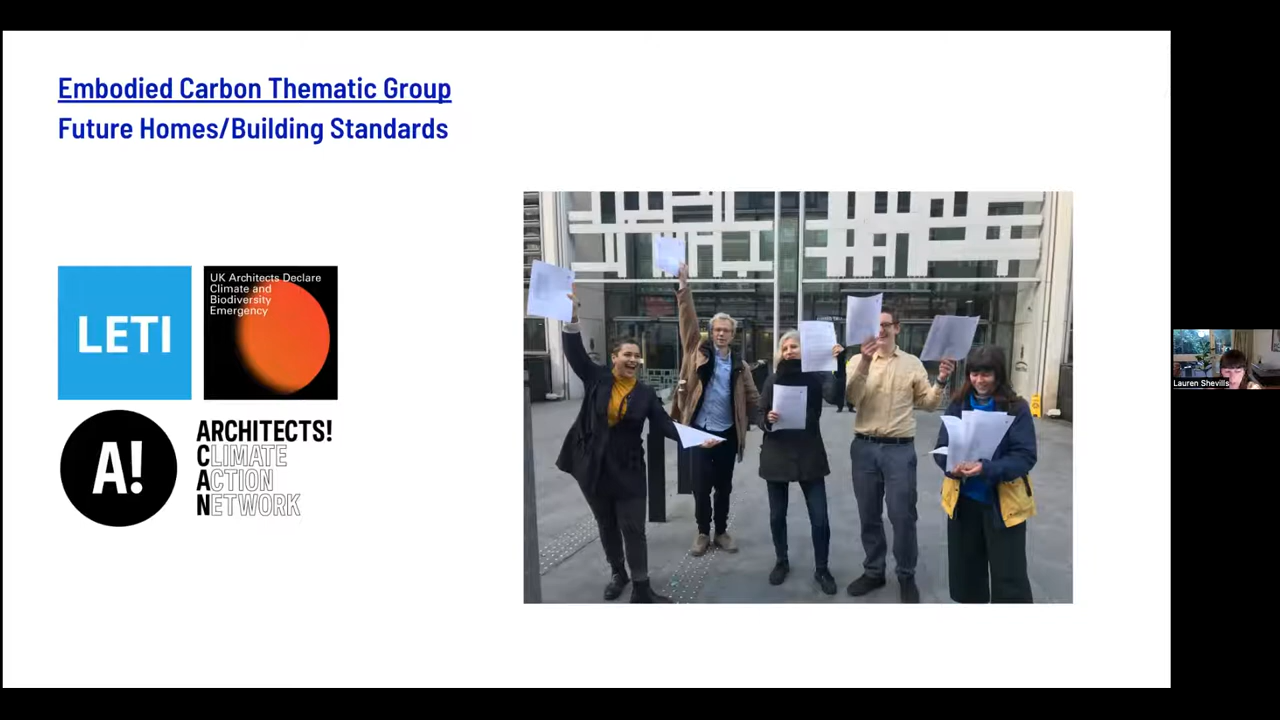 Embodied Carbon Thematic Group
Future Homes/Building Standards
LETI
UK Architects Declare
Climate and
Biodiversity
Emergency
A!
ARCHITECTS!
CLIMATE
ACTION
NETWORK
Lauren Shevills